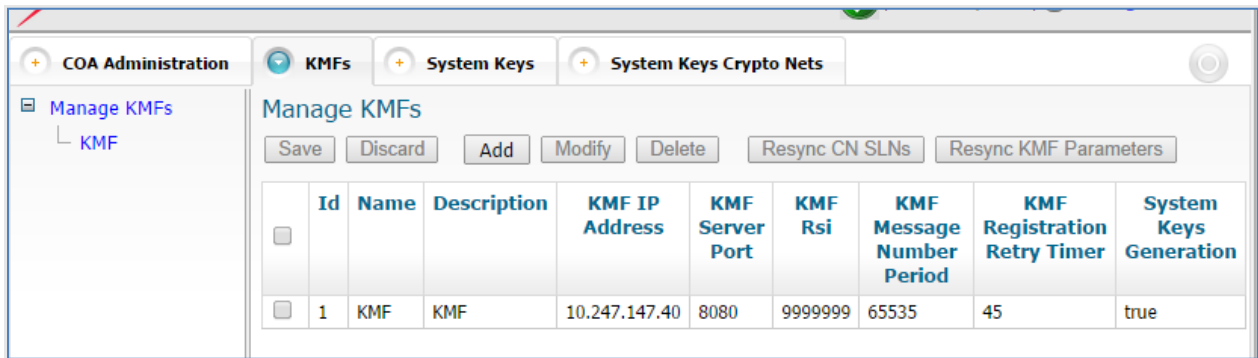 COA Administration KMFs System Keys System Keys Crypto Nets
Manage KMFs
KMF
Manage KMFs
Save Discard Add Modify Delete Resync CN SLNs Resync KMF Parameters
Id Name Description KMF IP Address KMF Server Port KMF Rsi KMF Message Number Period KMF Registration Retry Timer System Keys Generation
1 KMF KMF 10.247.147.40 8080 9999999 65535 45 true